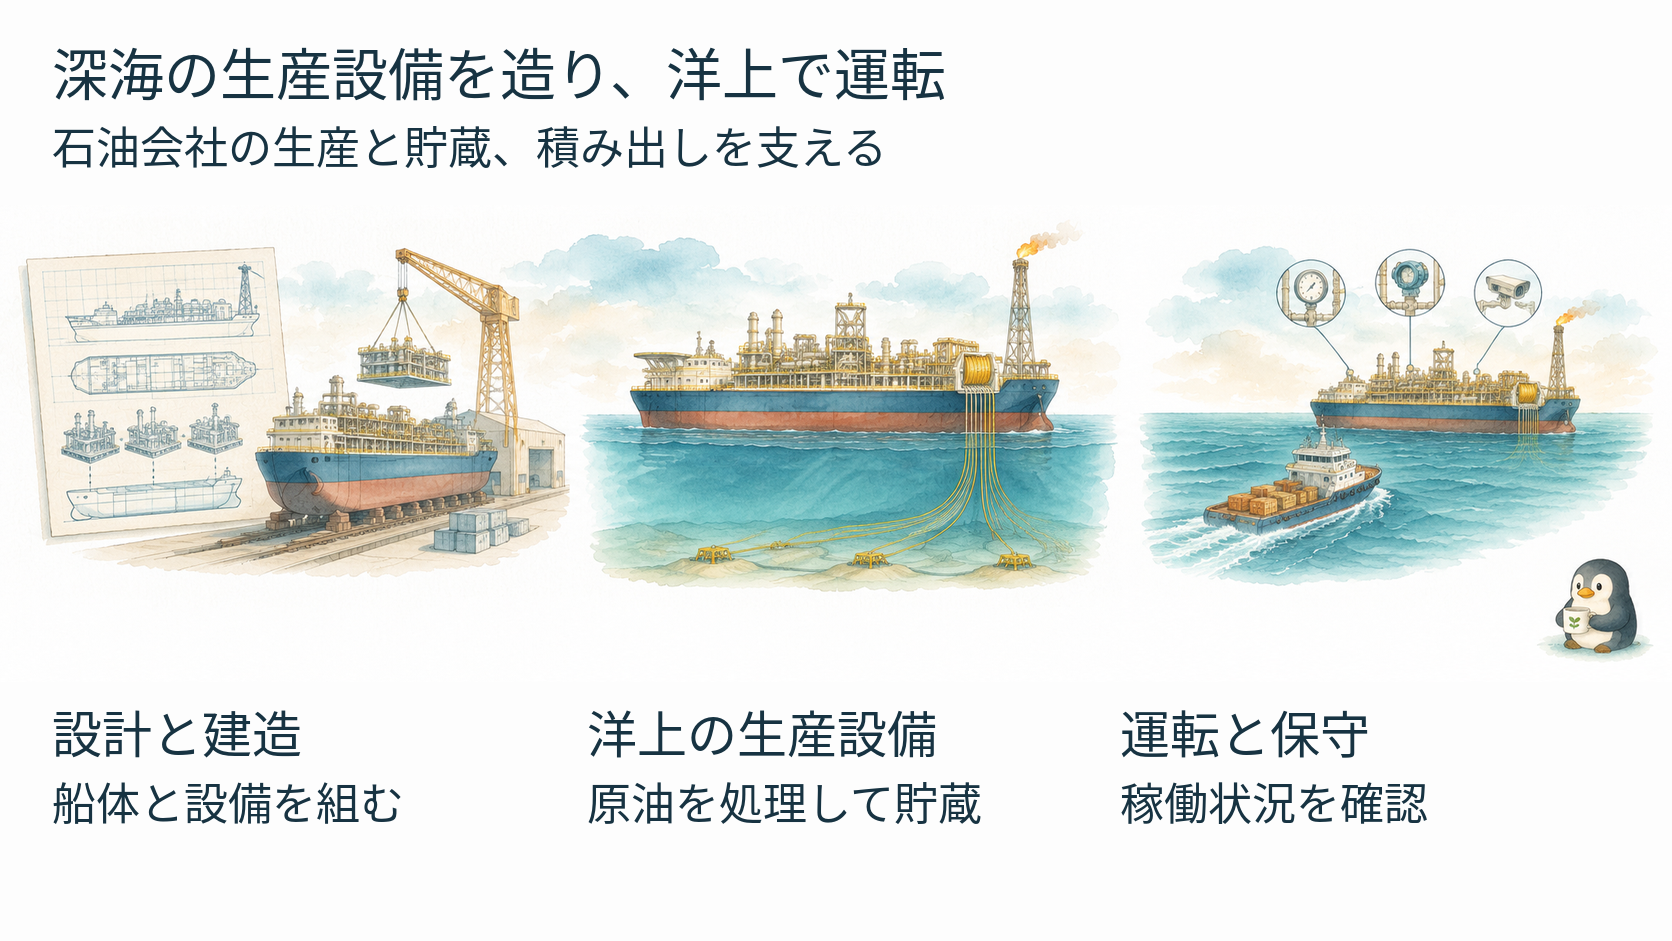 深海の生産設備を造り、洋上で運転
石油会社の生産と貯蔵、積み出しを支える
設計と建造
船体と設備を組む
洋上の生産設備
原油を処理して貯蔵
運転と保守
稼働状況を確認